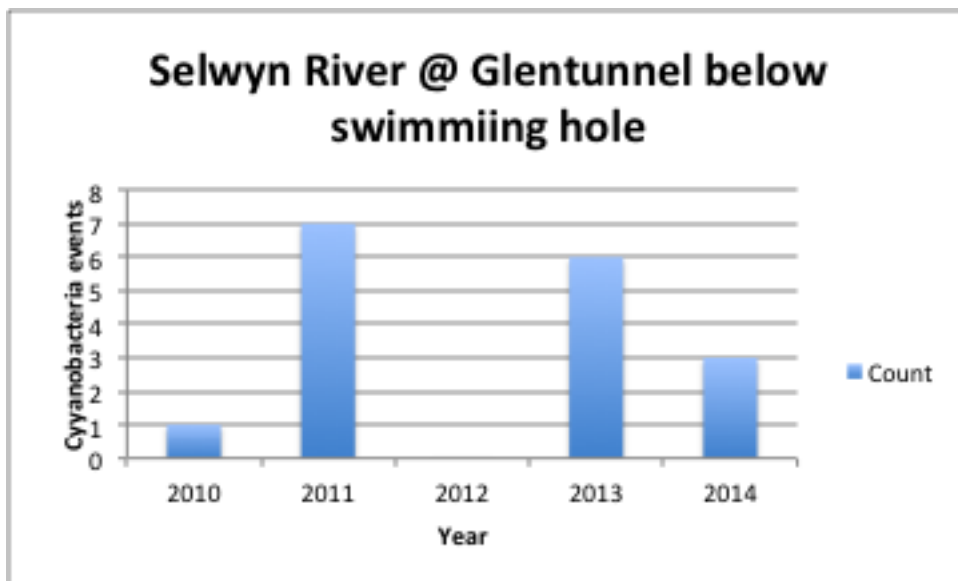 Selwyn River @ Glentunnel below
swimmiing hole
Cyyanobacteria events
8
7
6
5
4
3
2
1
0
2010 2011 2012 2013 2014
Year
Count